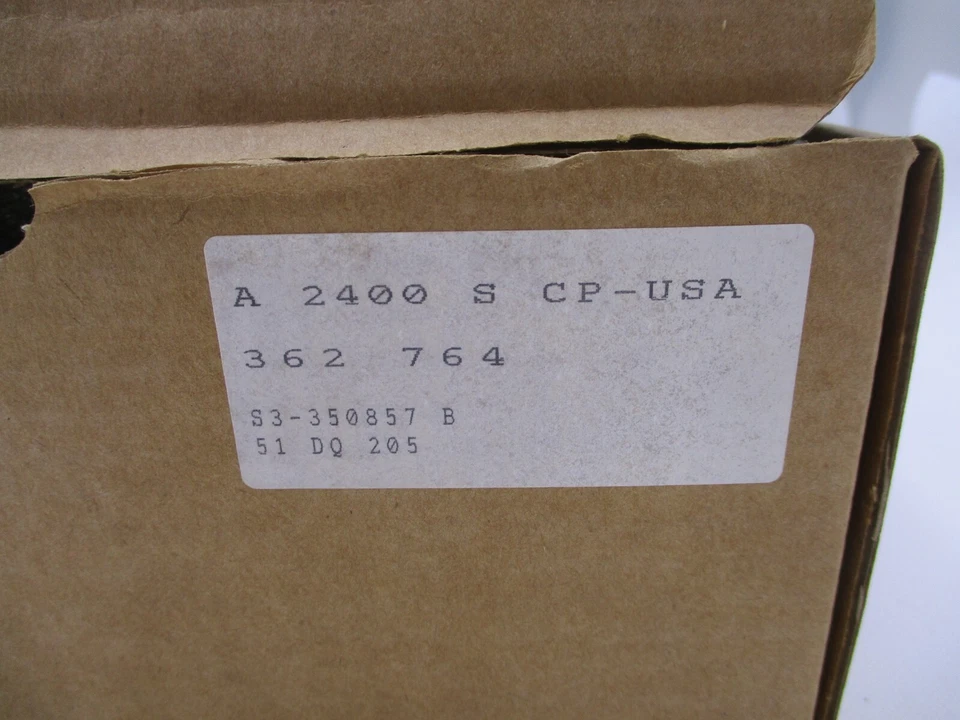 A 2400 S CP-USA
362 764
S3-350857 B
51 DQ 205